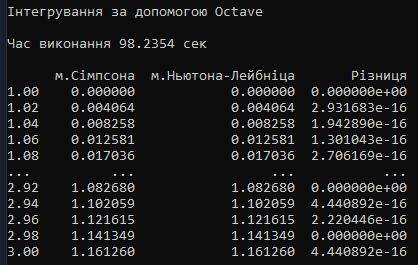 Інтегрування за допомогою Octave
Час виконання 98.2354 сек
м.Сімпсона м.Ньютона-Лейбніца Різниця
1.00 0.000000 0.000000 0.000000e+00
1.02 0.004064 0.004064 2.931683e-16
1.04 0.008258 0.008258 1.942890e-16
1.06 0.012581 0.012581 1.301043e-16
1.08 0.017036 0.017036 2.706169e-16
... ... ... ...
2.92 1.082680 1.082680 0.000000e+00
2.94 1.102059 1.102059 4.440892e-16
2.96 1.121615 1.121615 2.220446e-16
2.98 1.141349 1.141349 0.000000e+00
3.00 1.161260 1.161260 4.440892e-16